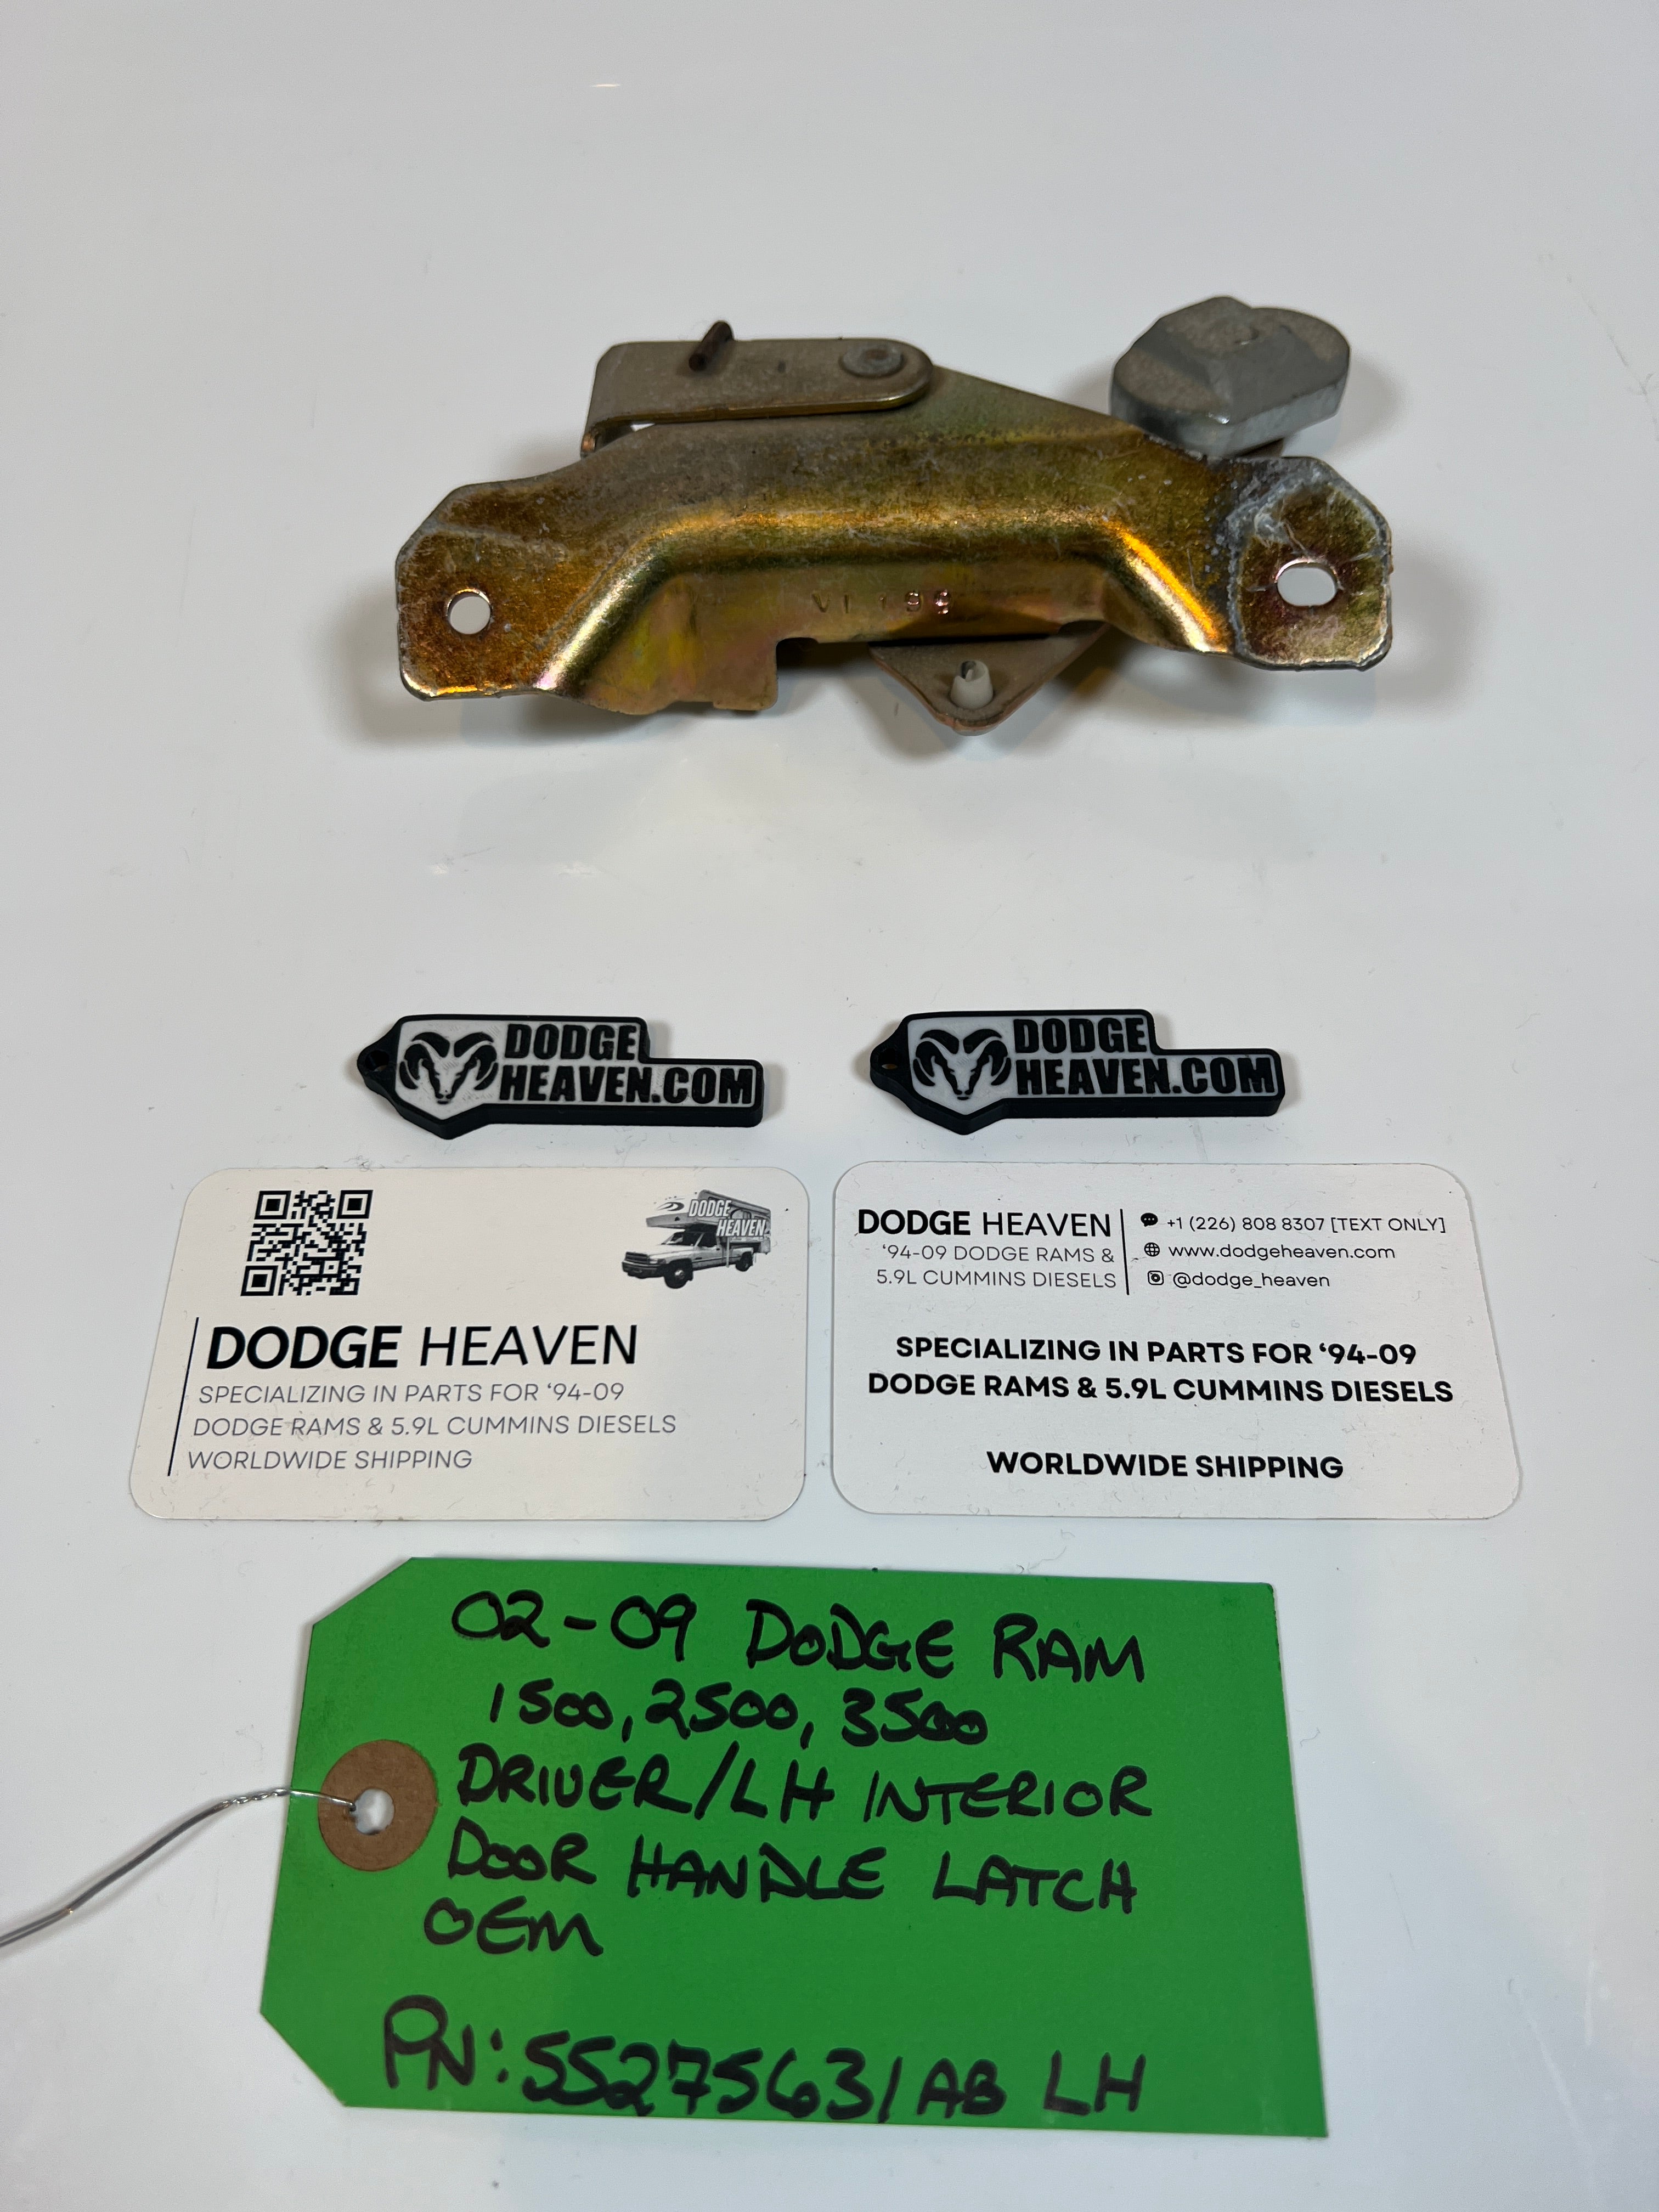 VL199
DODGE
HEAVEN.COM
DODGE
HEAVEN.COM
DODGE
HEAVEN
DODGE HEAVEN
SPECIALIZING IN PARTS FOR ‘94-09
DODGE RAMS & 5.9L CUMMINS DIESELS
WORLDWIDE SHIPPING
DODGE HEAVEN
‘94-09 DODGE RAMS &
5.9L CUMMINS DIESELS
+1 (226) 808 8307 [TEXT ONLY]
www.dodgeheaven.com
@dodge_heaven
SPECIALIZING IN PARTS FOR ‘94-09
DODGE RAMS & 5.9L CUMMINS DIESELS
WORLDWIDE SHIPPING
02-09 DODGE RAM
1500, 2500, 3500
DRIVER/LH INTERIOR
DOOR HANDLE LATCH
OEM
PN: 55275631AB LH